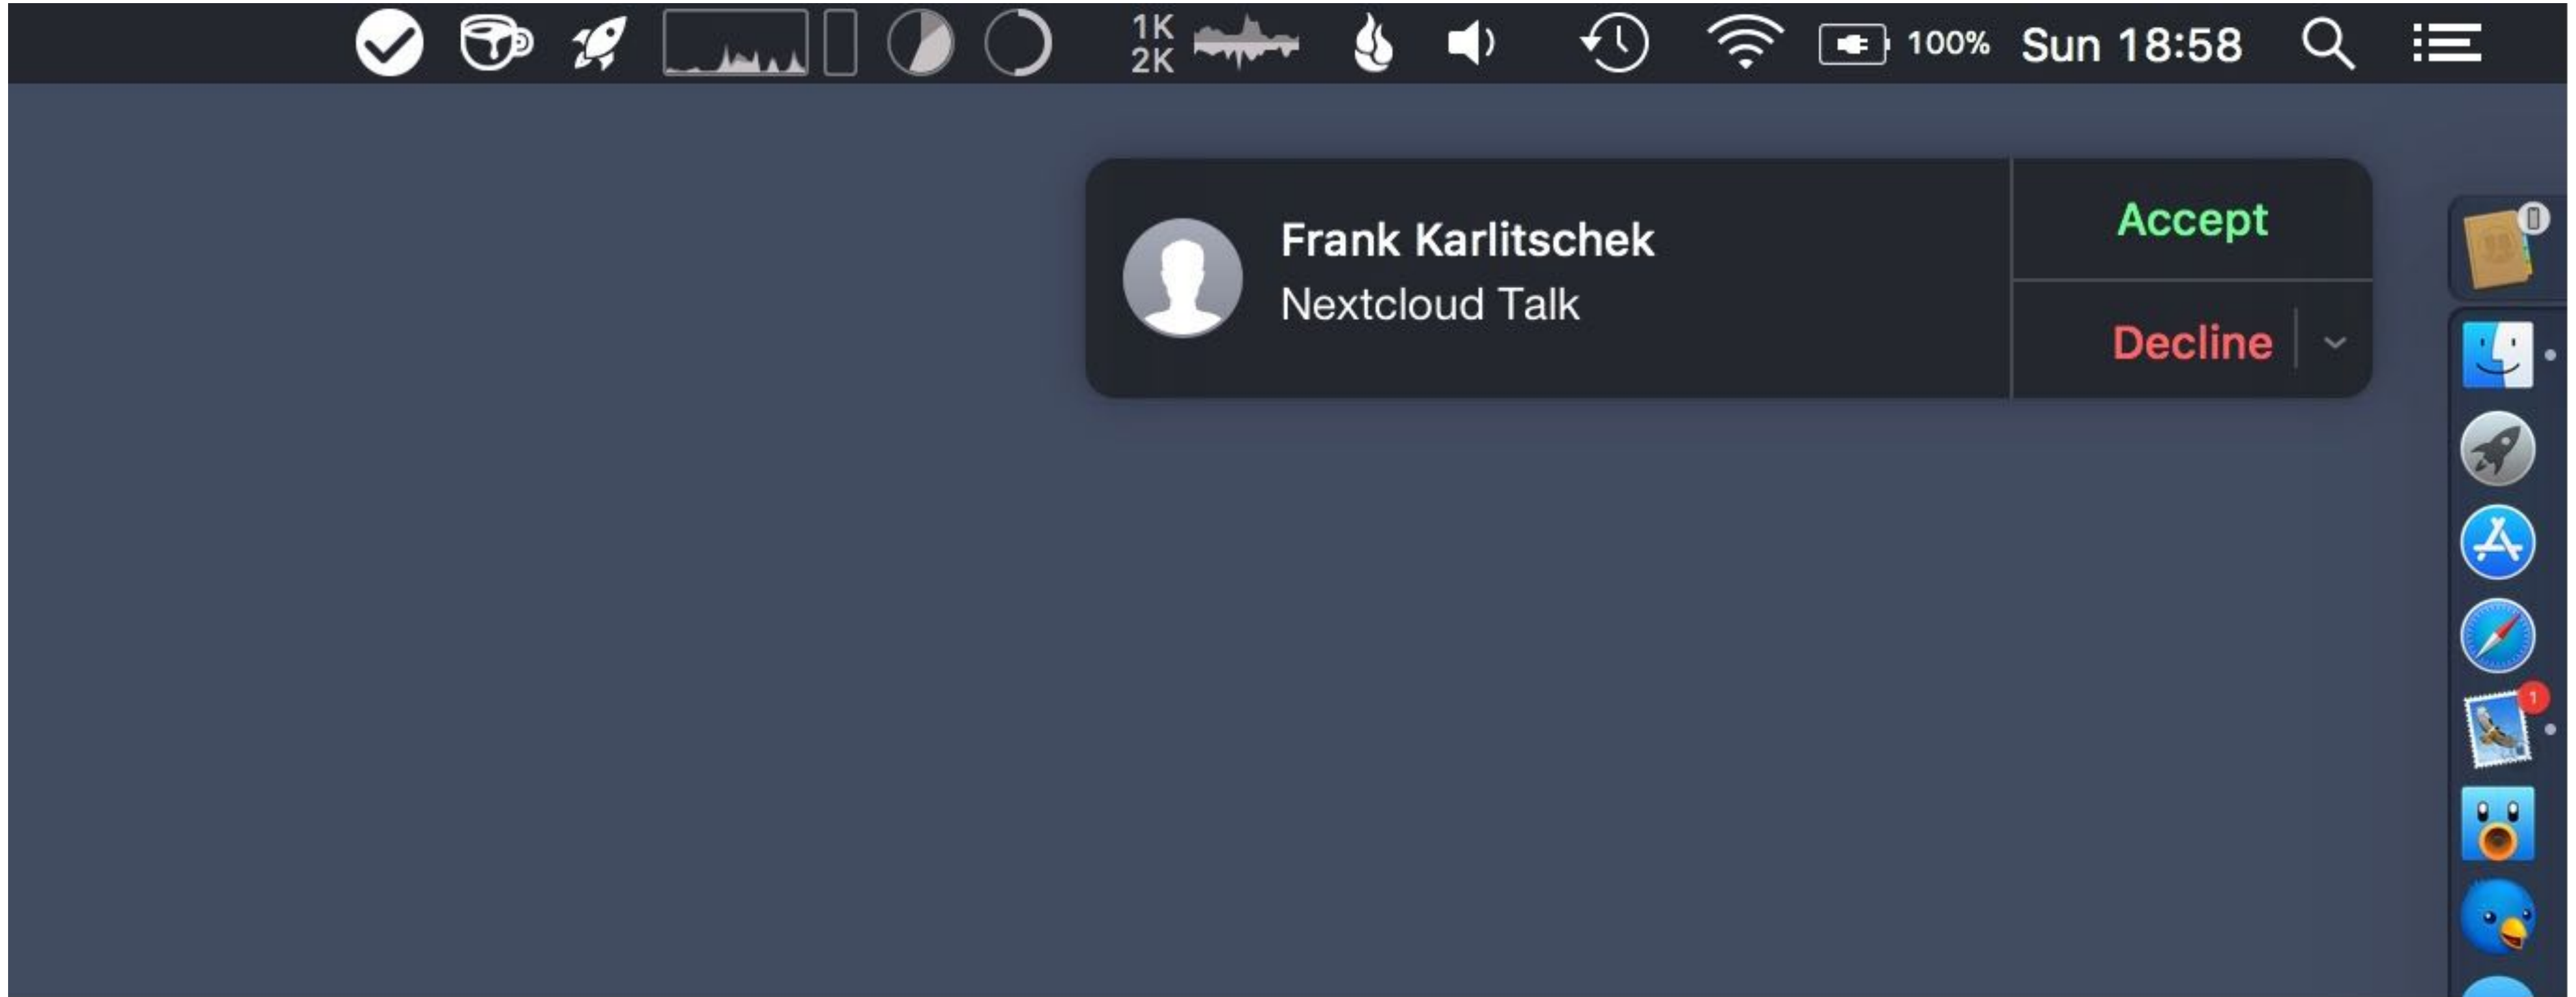 1K
2K
100%
Sun 18:58
Frank Karlitschek
Nextcloud Talk
Accept
Decline
1